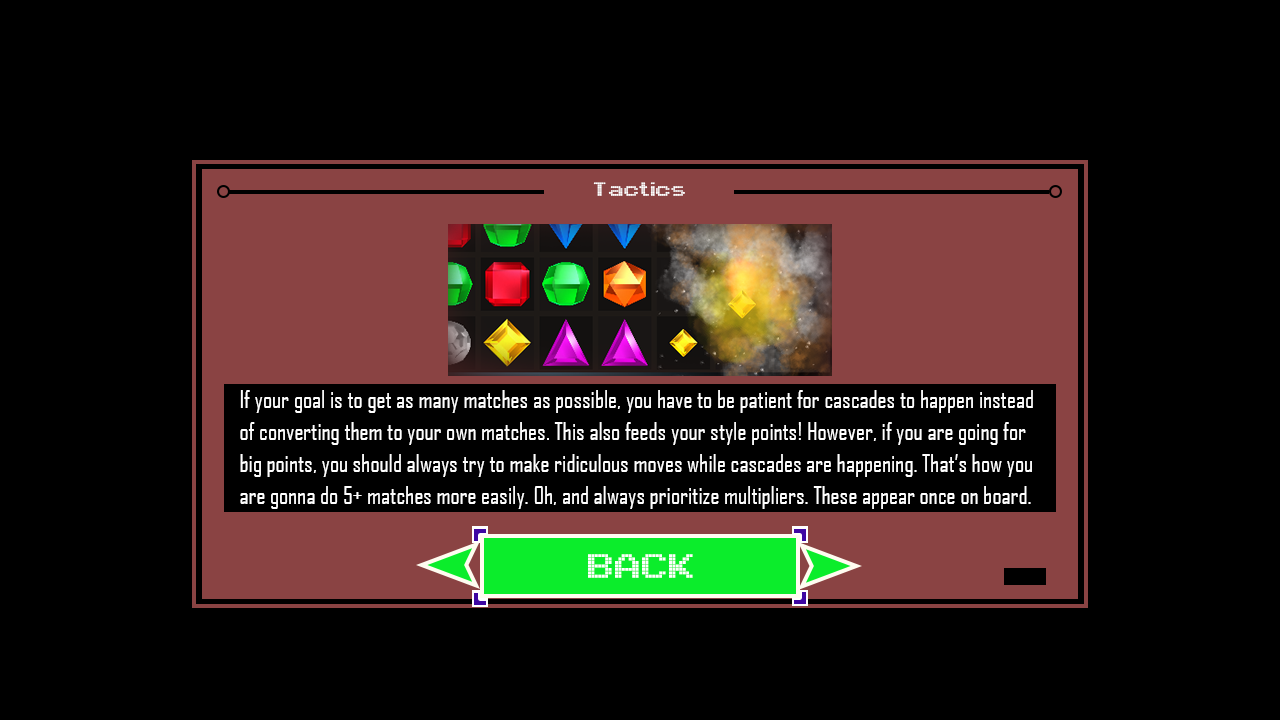 Tactics
If your goal is to get as many matches as possible, you have to be patient for cascades to happen instead
of converting them to your own matches. This also feeds your style points! However, if you are going for
big points, you should always try to make ridiculous moves while cascades are happening. That's how you
are gonna do 5+ matches more easily. Oh, and always prioritize multipliers. These appear once on board.
BACK